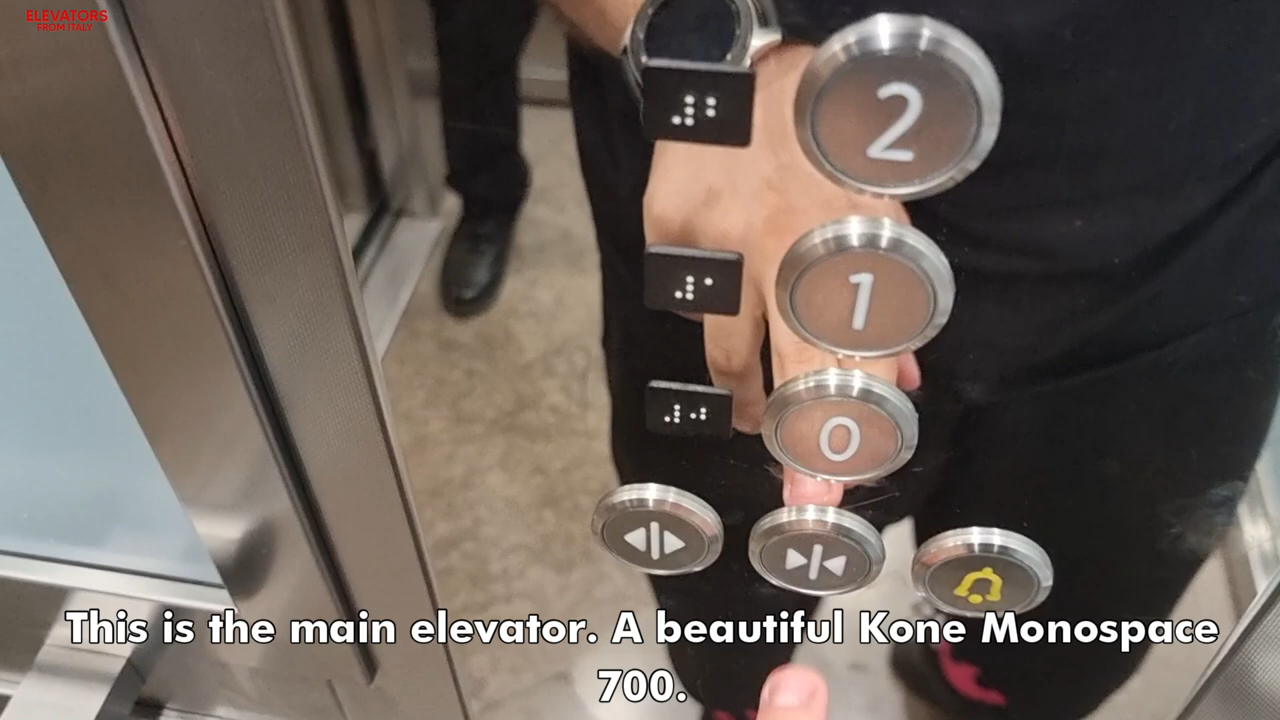 ELEVATORS
FROM ITALY
2
1
0
This is the main elevator. A beautiful Kone Monospace
700.